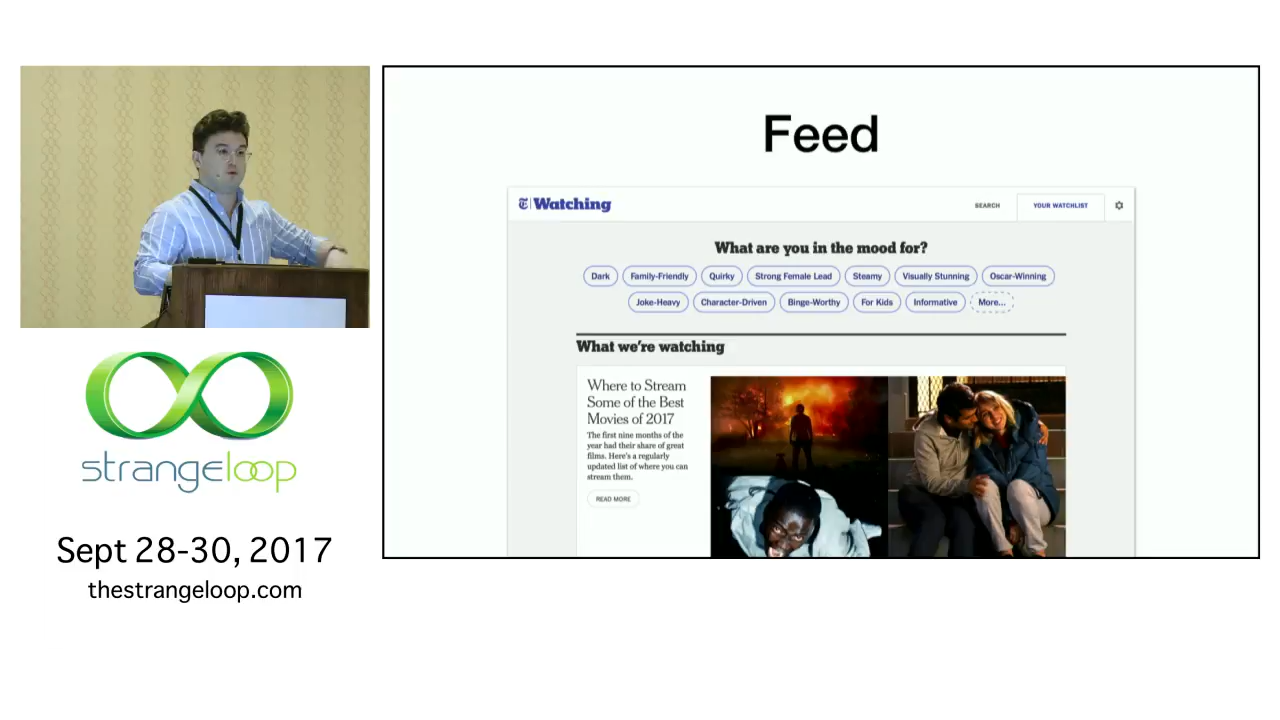 Feed
Watching
SEARCH
YOUR WATCHLIST
What are you in the mood for?
Dark
Family-Friendly
Quirky
Strong Female Lead
Steamy
Visually Stunning
Oscar-Winning
Joke-Heavy
Character-Driven
Binge-Worthy
For Kids
Informative
More...
What we're watching
Where to Stream
Some of the Best
Movies of 2017
The first nine months of the
year had their share of great
films. Here's a regularly
updated list of where you can
stream them.
READ MORE
strangeloop
Sept 28-30, 2017
thestrangeloop.com